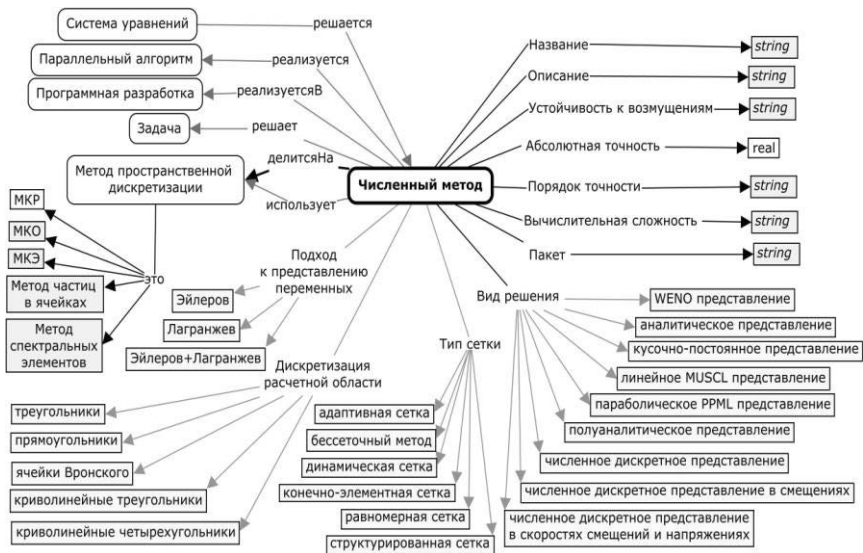 Система уравнений
решается
Параллельный алгоритм
реализуется
Программная разработка
реализуетсяВ
Задача
решает
делитсяНа
Метод пространственной
дискретизации
использует
Численный метод
Название
string
Описание
string
Устойчивость к возмущениям
string
Абсолютная точность
real
Порядок точности
string
Вычислительная сложность
string
Пакет
string
МКР
МКО
МКЭ
это
Метод частиц
в ячейках
Метод
спектральных
элементов
Подход
к представлению
переменных
Эйлеров
Лагранжев
Эйлеров+Лагранжев
Дискретизация
расчетной области
треугольники
прямоугольники
ячейки Вронского
криволинейные треугольники
криволинейные четырехугольники
Тип сетки
адаптивная сетка
бессеточный метод
динамическая сетка
конечно-элементная сетка
равномерная сетка
структурированная сетка
Вид решения
WENO представление
аналитическое представление
кусочно-постоянное представление
линейное MUSCL представление
параболическое PPML представление
полуаналитическое представление
численное дискретное представление
численное дискретное представление в смещениях
численное дискретное представление
в скоростях смещений и напряжениях